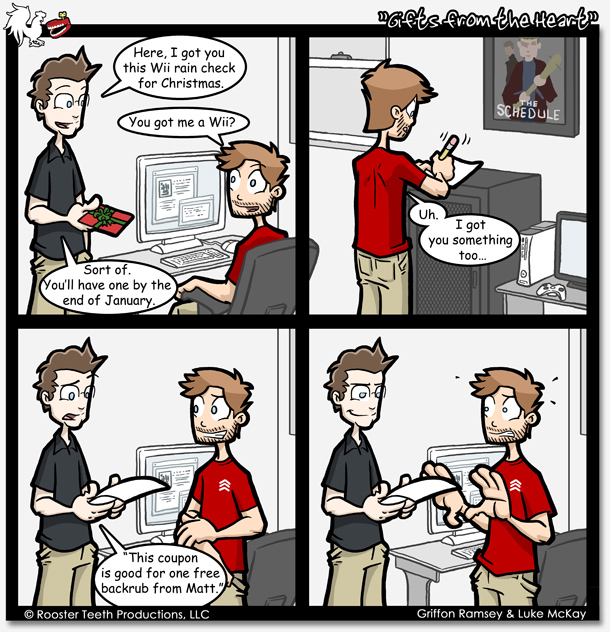 "Gifts from the Heart"
Here, I got you
this Wii rain check
for Christmas.
You got me a Wii?
Sort of.
You'll have one by the
end of January.
THE
SCHEDULE
Uh.
I got
you something
too...
"This coupon
is good for one free
backrub from Matt."
© Rooster Teeth Productions, LLC
Griffon Ramsey & Luke McKay